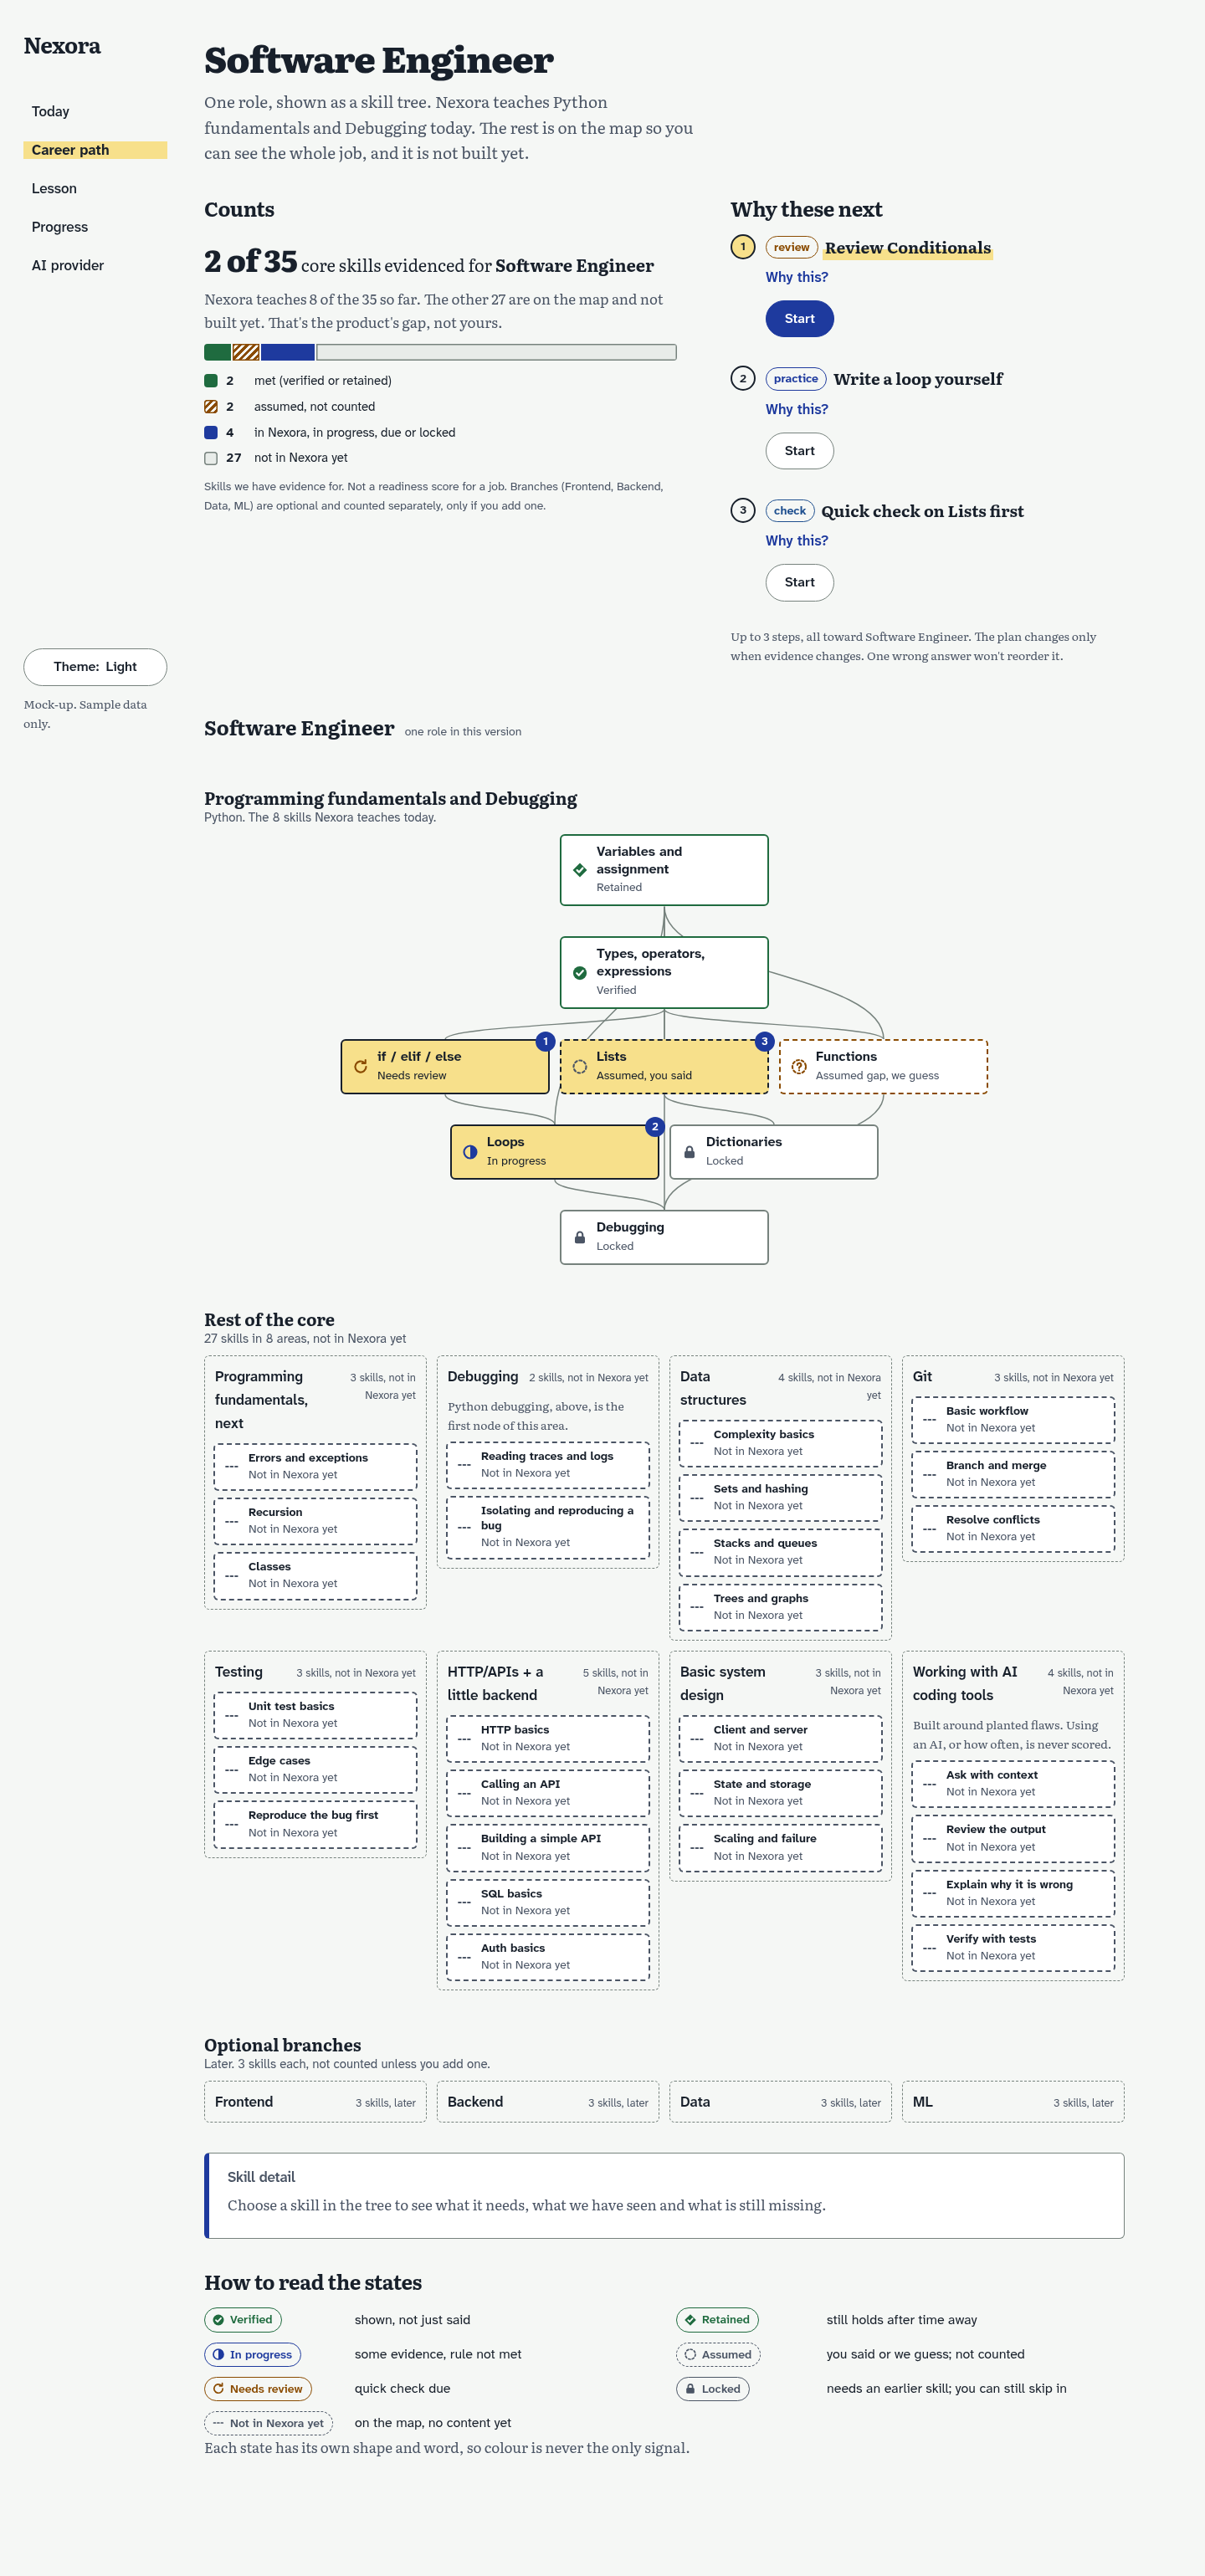 Nexora
Today
Career path
Lesson
Progress
AI provider
Theme: Light
Mock-up. Sample data
only.
Software Engineer
One role, shown as a skill tree. Nexora teaches Python
fundamentals and Debugging today. The rest is on the map so you
can see the whole job, and it is not built yet.
Counts
2 of 35 core skills evidenced for Software Engineer
Nexora teaches 8 of the 35 so far. The other 27 are on the map and not
built yet. That's the product's gap, not yours.
2 met (verified or retained)
2 assumed, not counted
4 in Nexora, in progress, due or locked
27 not in Nexora yet
Skills we have evidence for. Not a readiness score for a job. Branches (Frontend, Backend,
Data, ML) are optional and counted separately, only if you add one.
Why these next
1 review Review Conditionals
Why this?
Start
2 practice Write a loop yourself
Why this?
Start
3 check Quick check on Lists first
Why this?
Start
Up to 3 steps, all toward Software Engineer. The plan changes only
when evidence changes. One wrong answer won't reorder it.
Software Engineer one role in this version
Programming fundamentals and Debugging
Python. The 8 skills Nexora teaches today.
Variables and
assignment
Retained
Types, operators,
expressions
Verified
1
if / elif / else
Needs review
3
Lists
Assumed, you said
Functions
Assumed gap, we guess
2
Loops
In progress
Dictionaries
Locked
Debugging
Locked
Rest of the core
27 skills in 8 areas, not in Nexora yet
Programming
fundamentals,
next
3 skills, not in
Nexora yet
--- Errors and exceptions
Not in Nexora yet
--- Recursion
Not in Nexora yet
--- Classes
Not in Nexora yet
Debugging 2 skills, not in Nexora yet
Python debugging, above, is the
first node of this area.
--- Reading traces and logs
Not in Nexora yet
--- Isolating and reproducing a
bug
Not in Nexora yet
Data
structures
4 skills, not in Nexora
yet
--- Complexity basics
Not in Nexora yet
--- Sets and hashing
Not in Nexora yet
--- Stacks and queues
Not in Nexora yet
--- Trees and graphs
Not in Nexora yet
Git 3 skills, not in Nexora yet
--- Basic workflow
Not in Nexora yet
--- Branch and merge
Not in Nexora yet
--- Resolve conflicts
Not in Nexora yet
Testing 3 skills, not in Nexora yet
--- Unit test basics
Not in Nexora yet
--- Edge cases
Not in Nexora yet
--- Reproduce the bug first
Not in Nexora yet
HTTP/APIs + a
little backend
5 skills, not in
Nexora yet
--- HTTP basics
Not in Nexora yet
--- Calling an API
Not in Nexora yet
--- Building a simple API
Not in Nexora yet
--- SQL basics
Not in Nexora yet
--- Auth basics
Not in Nexora yet
Basic system
design
3 skills, not in
Nexora yet
--- Client and server
Not in Nexora yet
--- State and storage
Not in Nexora yet
--- Scaling and failure
Not in Nexora yet
Working with AI
coding tools
4 skills, not in
Nexora yet
Built around planted flaws. Using
an AI, or how often, is never scored.
--- Ask with context
Not in Nexora yet
--- Review the output
Not in Nexora yet
--- Explain why it is wrong
Not in Nexora yet
--- Verify with tests
Not in Nexora yet
Optional branches
Later. 3 skills each, not counted unless you add one.
Frontend 3 skills, later
Backend 3 skills, later
Data 3 skills, later
ML 3 skills, later
Skill detail
Choose a skill in the tree to see what it needs, what we have seen and what is still missing.
How to read the states
Verified shown, not just said
Retained still holds after time away
In progress some evidence, rule not met
Assumed you said or we guess; not counted
Needs review quick check due
Locked needs an earlier skill; you can still skip in
--- Not in Nexora yet on the map, no content yet
Each state has its own shape and word, so colour is never the only signal.